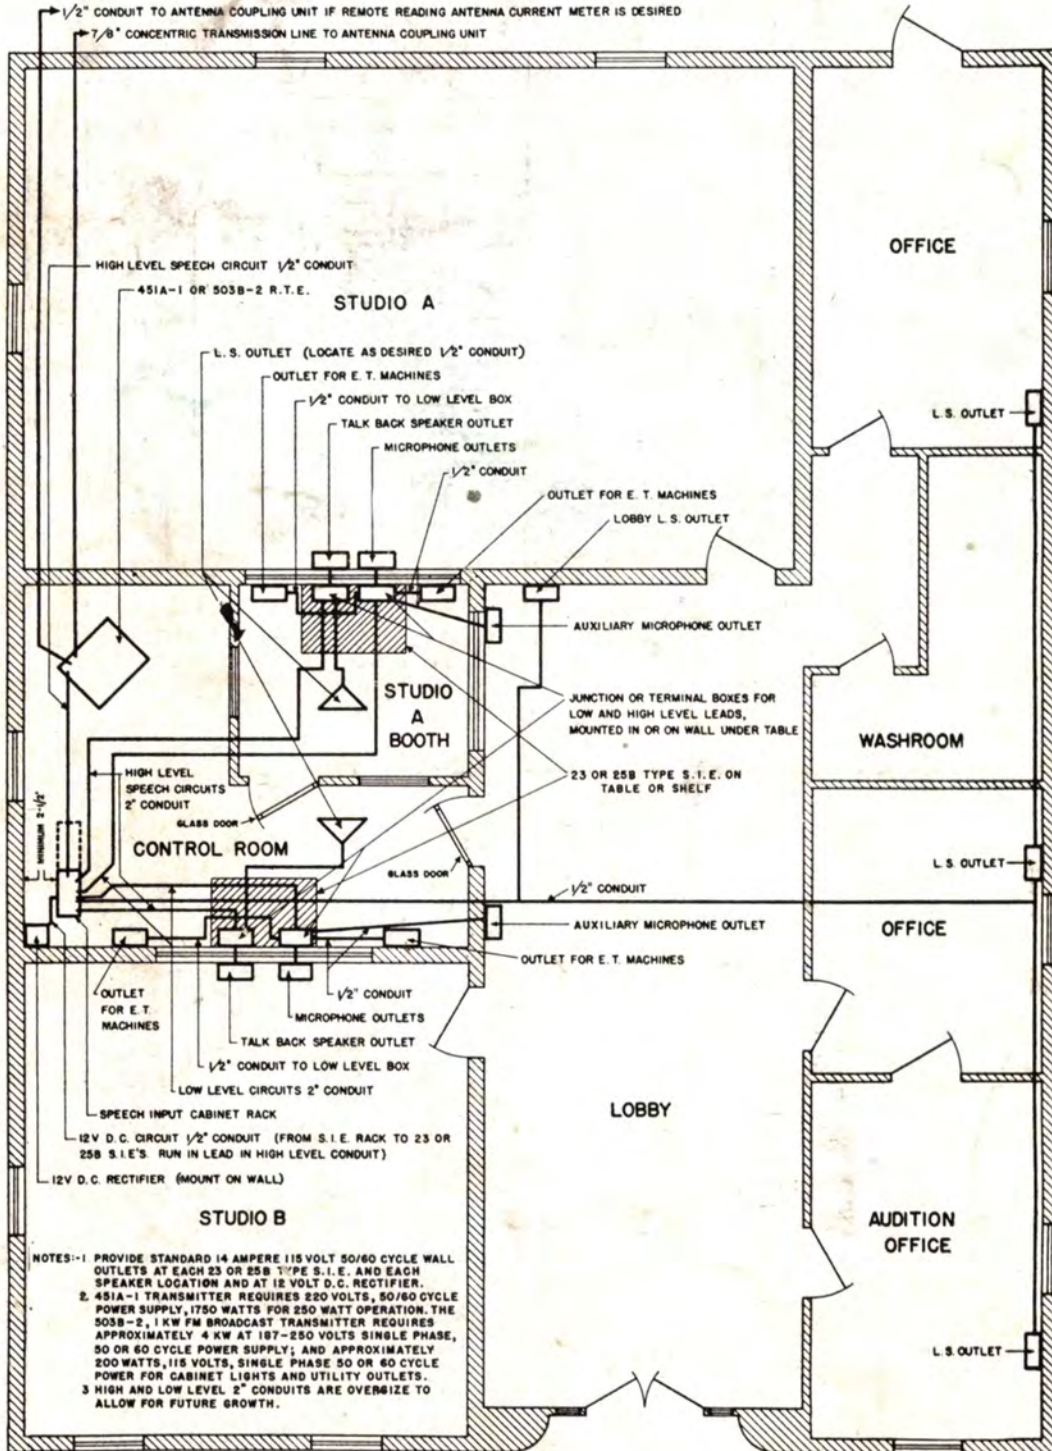 1/2" CONDUIT TO ANTENNA COUPLING UNIT IF REMOTE READING ANTENNA CURRENT METER IS DESIRED
7/8" CONCENTRIC TRANSMISSION LINE TO ANTENNA COUPLING UNIT
OFFICE
HIGH LEVEL SPEECH CIRCUIT 1/2" CONDUIT
451A-1 OR 503B-2 R.T.E.
STUDIO A
L.S. OUTLET (LOCATE AS DESIRED 1/2" CONDUIT)
OUTLET FOR E.T. MACHINES
1/2" CONDUIT TO LOW LEVEL BOX
TALK BACK SPEAKER OUTLET
MICROPHONE OUTLETS
1/2" CONDUIT
L.S. OUTLET
OUTLET FOR E.T. MACHINES
LOBBY L.S. OUTLET
AUXILIARY MICROPHONE OUTLET
STUDIO
A
BOOTH
JUNCTION OR TERMINAL BOXES FOR
LOW AND HIGH LEVEL LEADS,
MOUNTED IN OR ON WALL UNDER TABLE
WASHROOM
23 OR 25B TYPE S.I.E. ON
TABLE OR SHELF
HIGH LEVEL
SPEECH CIRCUITS
2" CONDUIT
MINIMUM 2-1/2'
GLASS DOOR
CONTROL ROOM
GLASS DOOR
L.S. OUTLET
1/2" CONDUIT
AUXILIARY MICROPHONE OUTLET
OFFICE
OUTLET FOR E.T. MACHINES
OUTLET
FOR E.T.
MACHINES
1/2" CONDUIT
MICROPHONE OUTLETS
TALK BACK SPEAKER OUTLET
1/2" CONDUIT TO LOW LEVEL BOX
LOW LEVEL CIRCUITS 2" CONDUIT
SPEECH INPUT CABINET RACK
12V D.C. CIRCUIT 1/2" CONDUIT (FROM S.I.E. RACK TO 23 OR
25B S.I.E'S. RUN IN LEAD IN HIGH LEVEL CONDUIT)
12V D.C. RECTIFIER (MOUNT ON WALL)
LOBBY
STUDIO B
AUDITION
OFFICE
L.S. OUTLET
NOTES:-1 PROVIDE STANDARD 14 AMPERE 115 VOLT 50/60 CYCLE WALL
OUTLETS AT EACH 23 OR 25B TYPE S.I.E. AND EACH
SPEAKER LOCATION AND AT 12 VOLT D.C. RECTIFIER.
2. 451A-1 TRANSMITTER REQUIRES 220 VOLTS, 50/60 CYCLE
POWER SUPPLY, 1750 WATTS FOR 250 WATT OPERATION. THE
503B-2, 1 KW FM BROADCAST TRANSMITTER REQUIRES
APPROXIMATELY 4 KW AT 187-250 VOLTS SINGLE PHASE,
50 OR 60 CYCLE POWER SUPPLY; AND APPROXIMATELY
200 WATTS, 115 VOLTS, SINGLE PHASE 50 OR 60 CYCLE
POWER FOR CABINET LIGHTS AND UTILITY OUTLETS.
3 HIGH AND LOW LEVEL 2" CONDUITS ARE OVERSIZE TO
ALLOW FOR FUTURE GROWTH.